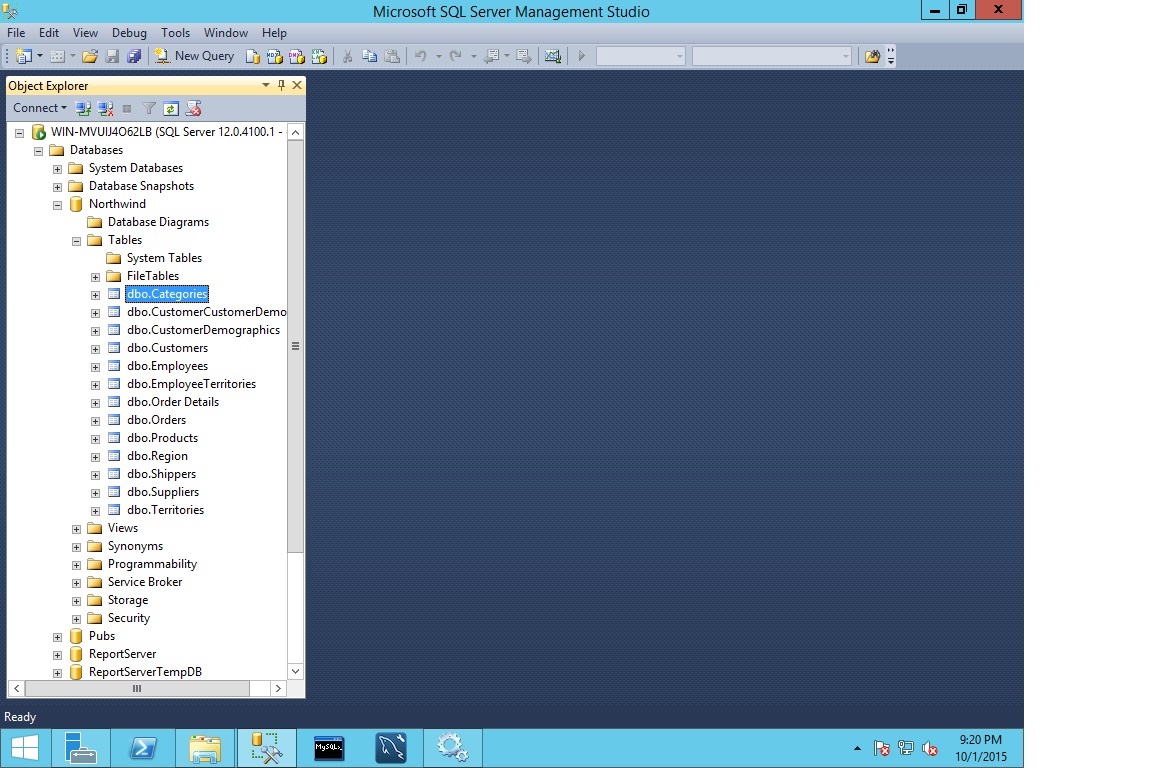 Microsoft SQL Server Management Studio
File Edit View Debug Tools Window Help
New Query
Object Explorer
Connect
WIN-MVUIJ4O62LB (SQL Server 12.0.4100.1 -
Databases
System Databases
Database Snapshots
Northwind
Database Diagrams
Tables
System Tables
FileTables
dbo.Categories
dbo.CustomerCustomerDemo
dbo.CustomerDemographics
dbo.Customers
dbo.Employees
dbo.EmployeeTerritories
dbo.Order Details
dbo.Orders
dbo.Products
dbo.Region
dbo.Shippers
dbo.Suppliers
dbo.Territories
Views
Synonyms
Programmability
Service Broker
Storage
Security
Pubs
ReportServer
ReportServerTempDB
Ready
9:20 PM
10/1/2015